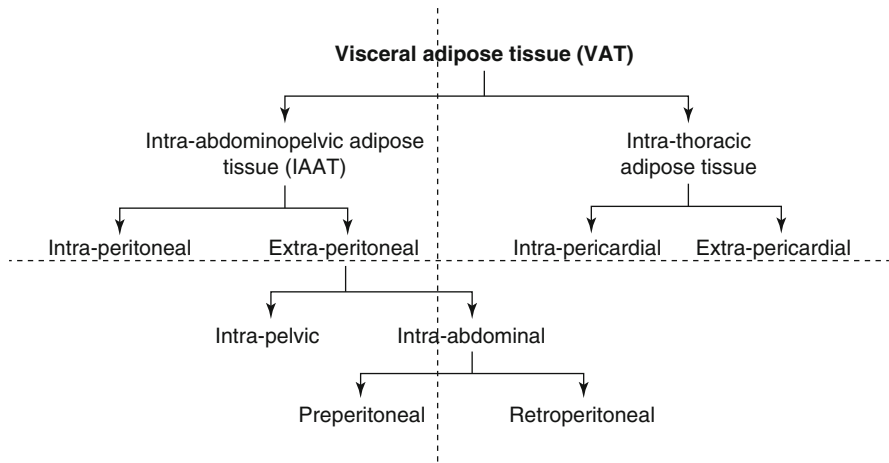 Visceral adipose tissue (VAT)
Intra-abdominopelvic adipose
tissue (IAAT)
Intra-thoracic
adipose tissue
Intra-peritoneal
Extra-peritoneal
Intra-pericardial
Extra-pericardial
Intra-pelvic
Intra-abdominal
Preperitoneal
Retroperitoneal